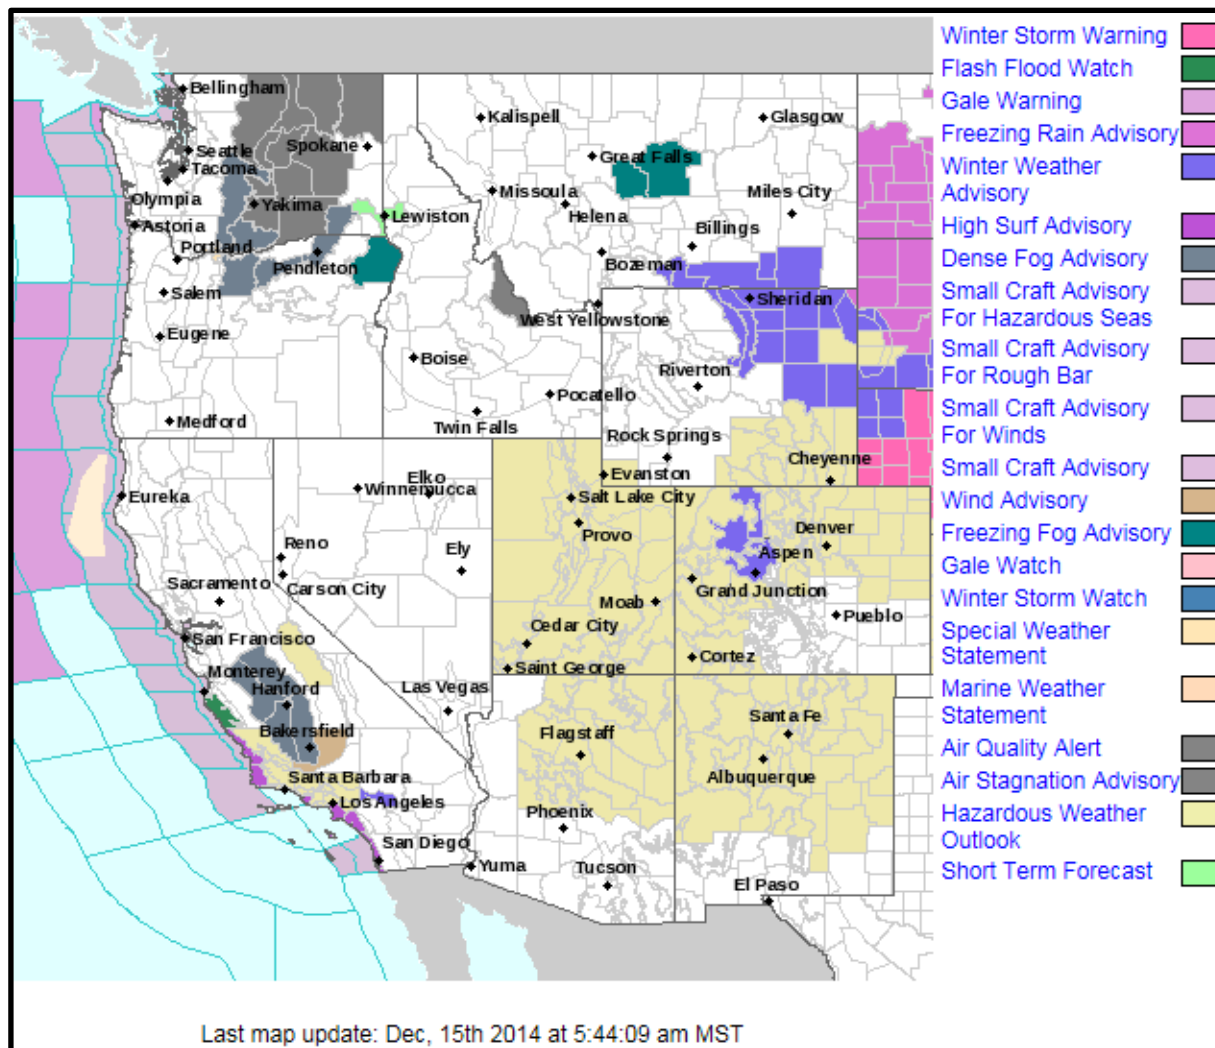 Winter Storm Warning
Flash Flood Watch
Gale Warning
Freezing Rain Advisory
Winter Weather
Advisory
High Surf Advisory
Dense Fog Advisory
Small Craft Advisory
For Hazardous Seas
Small Craft Advisory
For Rough Bar
Small Craft Advisory
For Winds
Small Craft Advisory
Wind Advisory
Freezing Fog Advisory
Gale Watch
Winter Storm Watch
Special Weather
Statement
Marine Weather
Statement
Air Quality Alert
Air Stagnation Advisory
Hazardous Weather
Outlook
Short Term Forecast
Bellingham
Kalispell
Glasgow
Seattle
Spokane
Great Falls
Tacoma
Olympia
Yakima
Missoula
Miles City
Helena
Lewiston
Astoria
Portland
Pendleton
Billings
Bozeman
Salem
Sheridan
West Yellowstone
Eugene
Boise
Riverton
Pocatello
Medford
Twin Falls
Rock Springs
Cheyenne
Evanston
Elko
Winnemucca
Eureka
Salt Lake City
Provo
Denver
Reno
Ely
Aspen
Carson City
Sacramento
Grand Junction
Moab
Pueblo
San Francisco
Cedar City
Saint George
Cortez
Monterey
Hanford
Las Vegas
Bakersfield
Flagstaff
Santa Fe
Albuquerque
Santa Barbara
Los Angeles
Phoenix
San Diego
Yuma
Tucson
El Paso
Last map update: Dec, 15th 2014 at 5:44:09 am MST